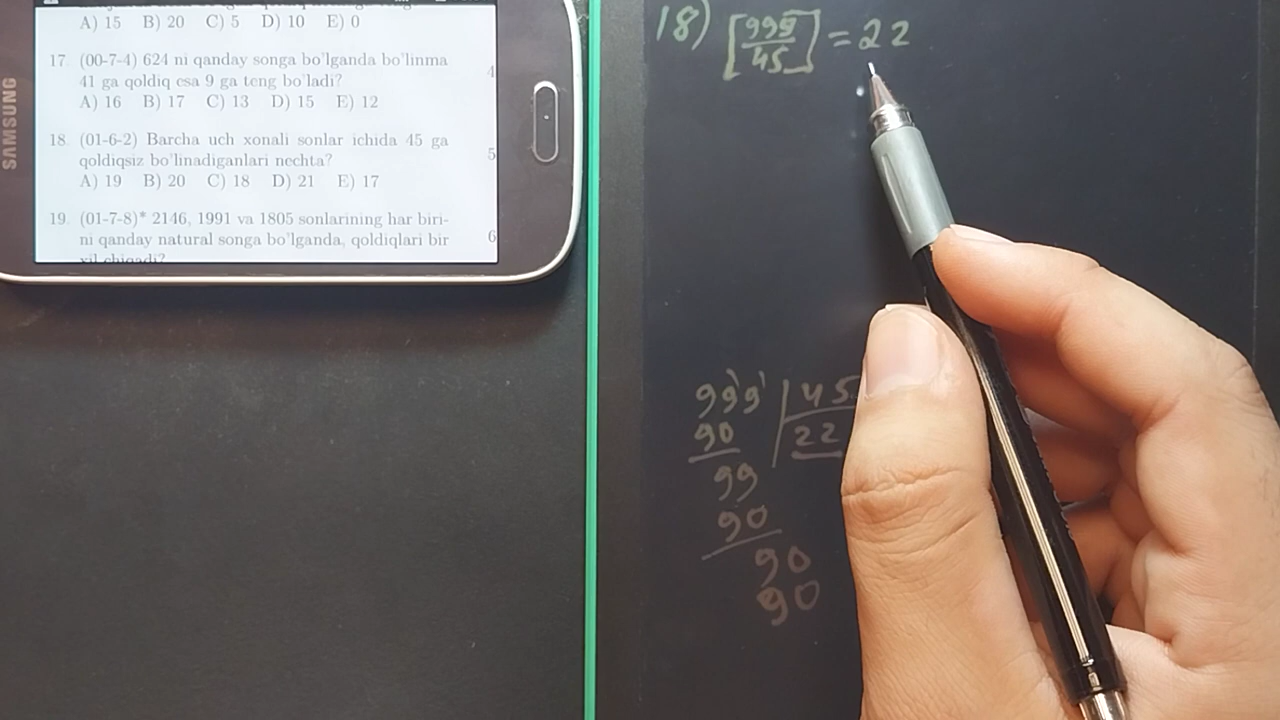 SAMSUNG
A) 15 B) 20 C) 5 D) 10 E) 0
17. (00-7-4) 624 ni qanday songa bo'lganda bo'linma
41 ga qoldiq esa 9 ga teng bo'ladi?
A) 16 B) 17 C) 13 D) 15 E) 12
18. (01-6-2) Barcha uch xonali sonlar ichida 45 ga
qoldiqsiz bo'linadiganlari nechta?
A) 19 B) 20 C) 18 D) 21 E) 17
19. (01-7-8)* 2146, 1991 va 1805 sonlarining har biri-
ni qanday natural songa bo'lganda, qoldiqlari bir
xil chiqadi?
4
5
6
18) [999/45] = 22
999 | 45
90 22
99
90
90
90